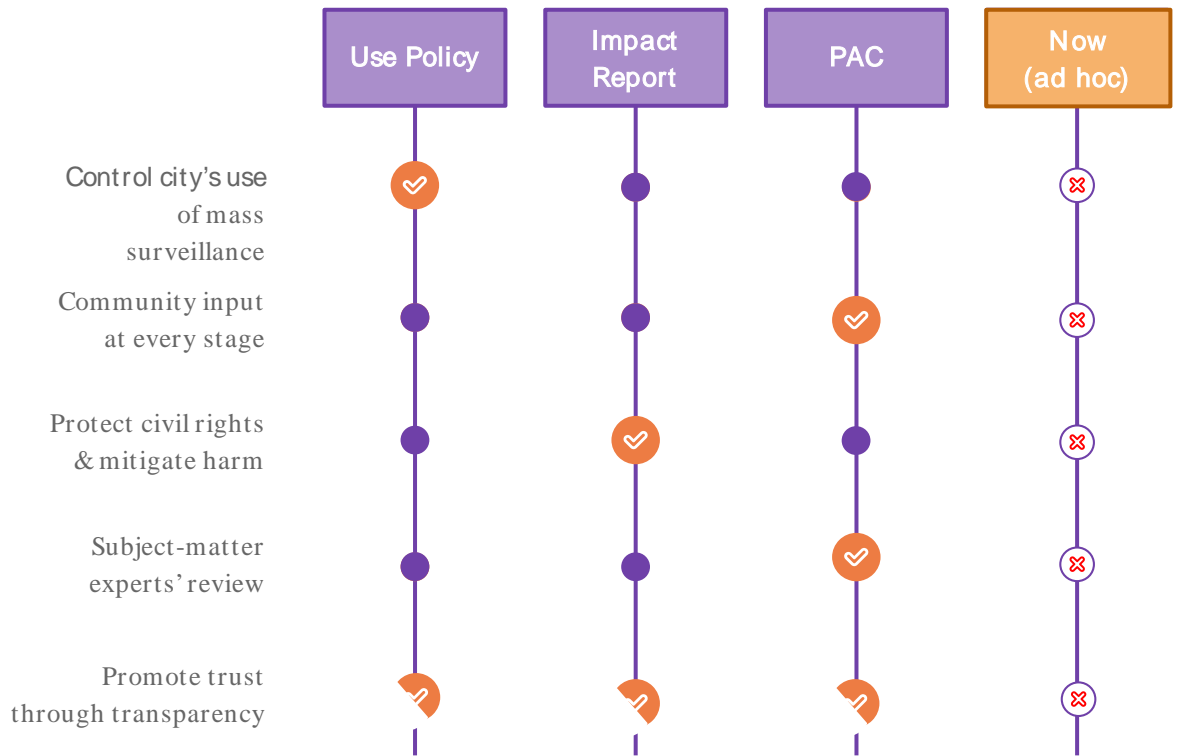 Use Policy
Impact
Report
PAC
Now
(ad hoc)
Control city’s use
of mass
surveillance
Community input
at every stage
Protect civil rights
& mitigate harm
Subject-matter
experts’ review
Promote trust
through transparency